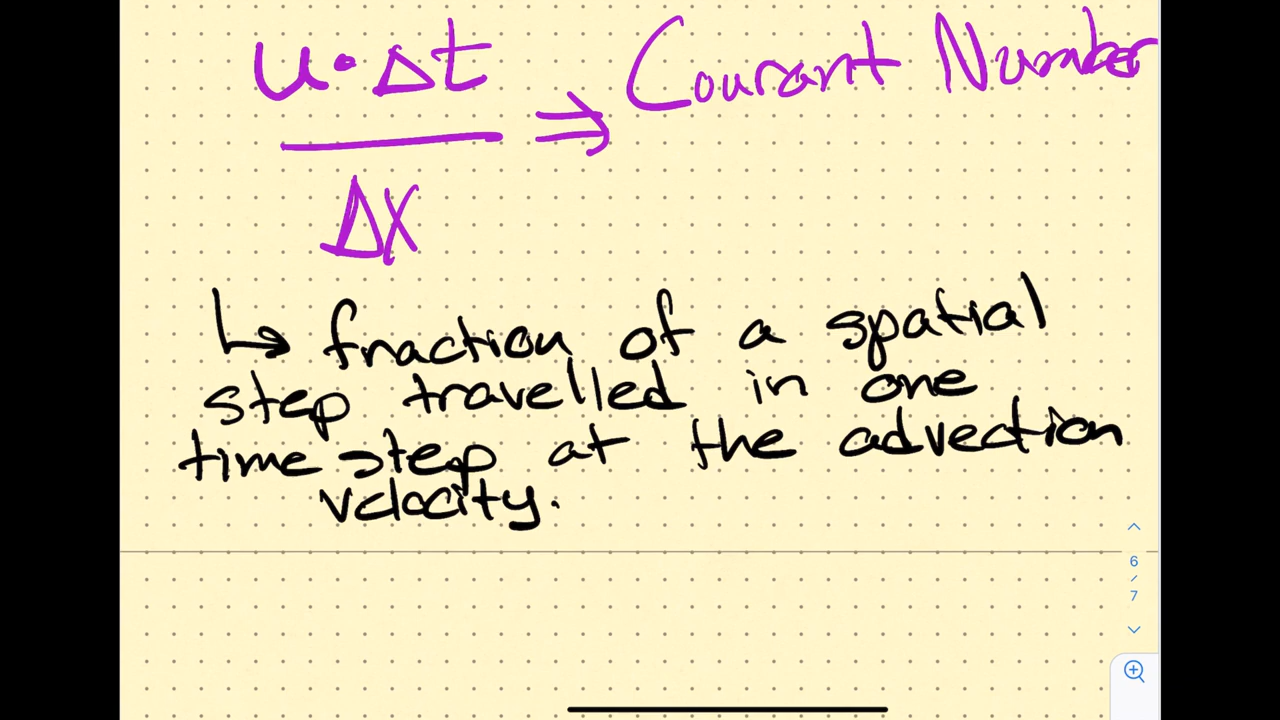 u·Δt ⇒ Courant Number
Δx
↳ fraction of a spatial
step travelled in one
time step at the advection
velocity.
6
/
7